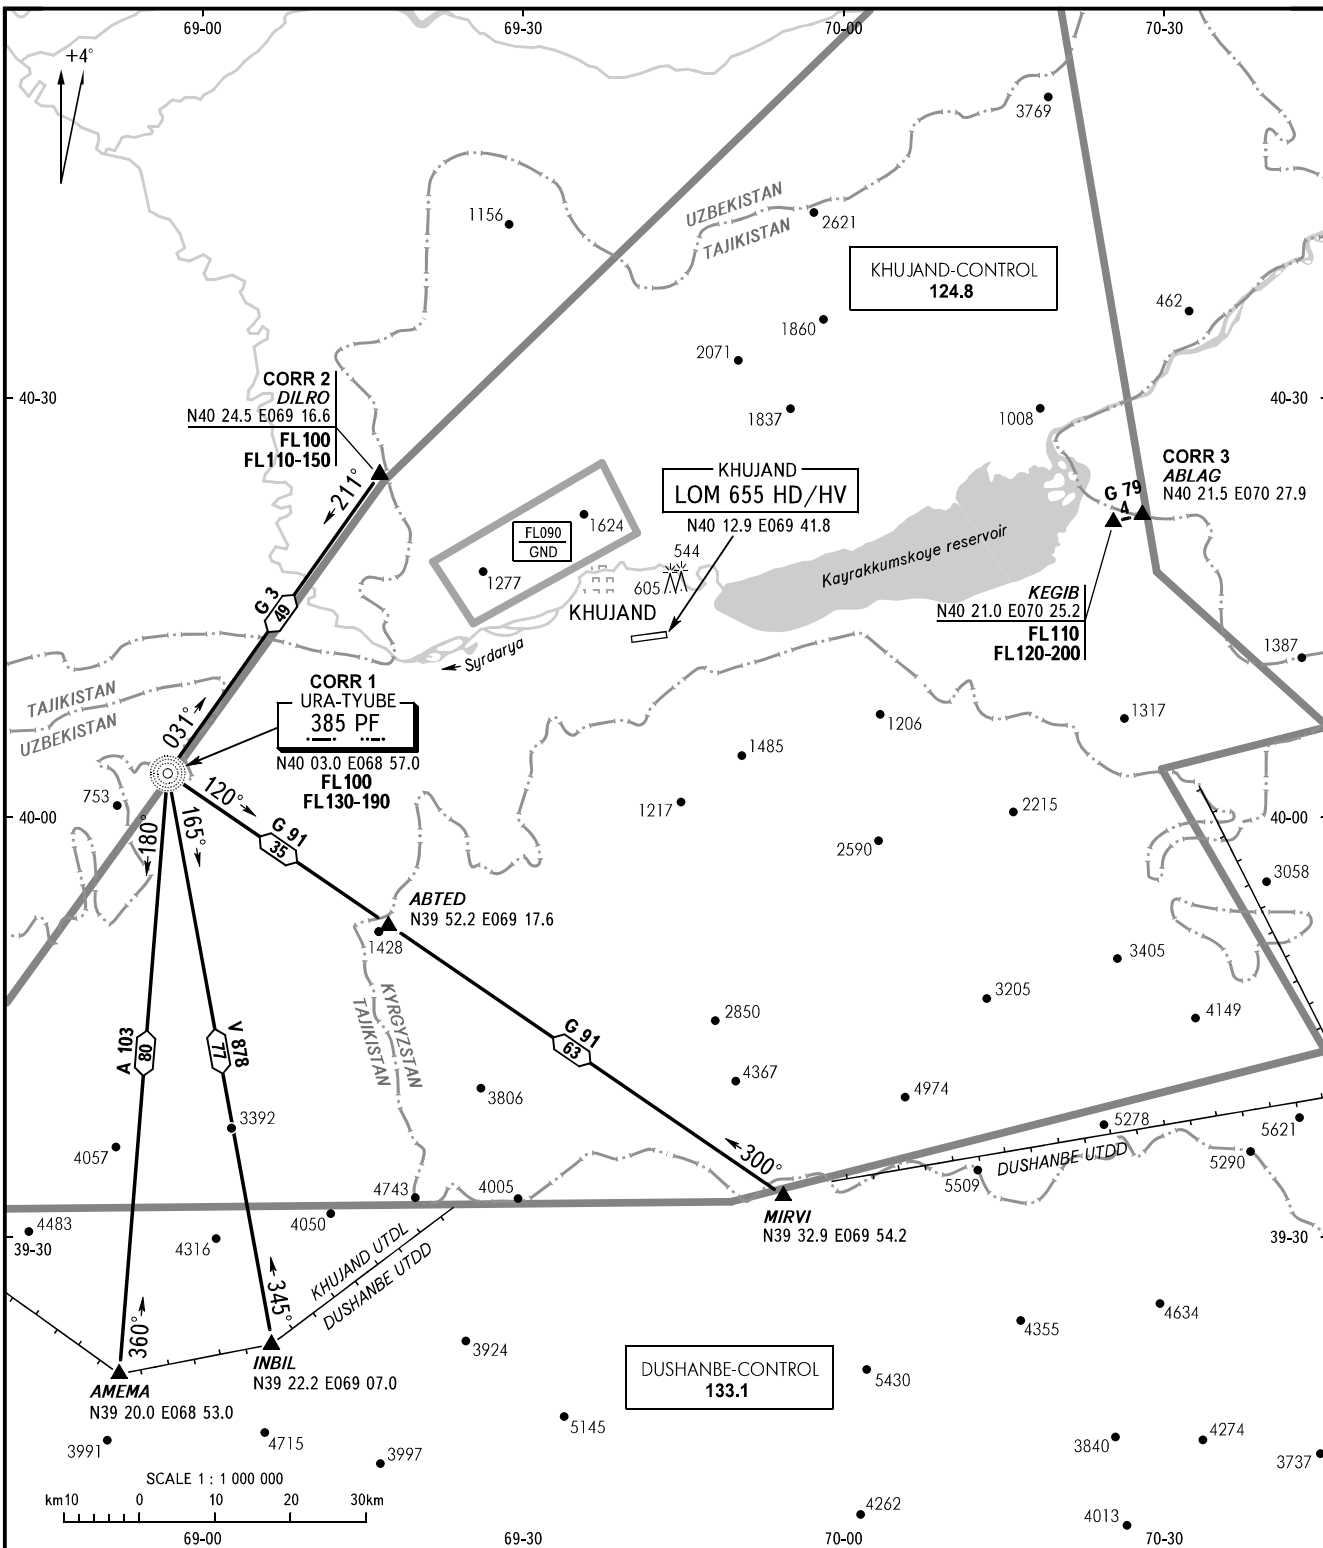 69-00
69-30
70-00
70-30
+4°
3769
1156
UZBEKISTAN
TAJIKISTAN
2621
KHUJAND-CONTROL
124.8
462
1860
2071
CORR 2
DILRO
N40 24.5 E069 16.6
FL100
FL110-150
40-30
40-30
1837
1008
211°
KHUJAND
LOM 655 HD/HV
N40 12.9 E069 41.8
CORR 3
ABLAG
N40 21.5 E070 27.9
G 79
4
FL090
GND
1624
1277
544
605
KHUJAND
Kayrakkumskoye reservoir
KEGIB
N40 21.0 E070 25.2
FL110
FL120-200
G 3
49
Syrdarya
1387
TAJIKISTAN
UZBEKISTAN
031°
CORR 1
URA-TYUBE
385 PF
N40 03.0 E068 57.0
FL100
FL130-190
1206
1317
1485
753
120°
180°
165°
G 91
35
1217
2215
40-00
40-00
2590
3058
ABTED
N39 52.2 E069 17.6
1428
3405
KYRGYZSTAN
TAJIKISTAN
3205
4149
2850
A 103
80
V 878
77
G 91
63
4367
4974
3806
3392
4057
5278
5621
300°
DUSHANBE UTDD
5290
5509
4743
4005
4050
MIRVI
N39 32.9 E069 54.2
4483
39-30
4316
39-30
KHUJAND UTDL
DUSHANBE UTDD
345°
360°
4634
4355
3924
INBIL
N39 22.2 E069 07.0
DUSHANBE-CONTROL
133.1
5430
AMEMA
N39 20.0 E068 53.0
5145
3991
4715
3997
3840
4274
3737
SCALE 1 : 1 000 000
km10 0 10 20 30km
4262
4013
69-00
69-30
70-00
70-30